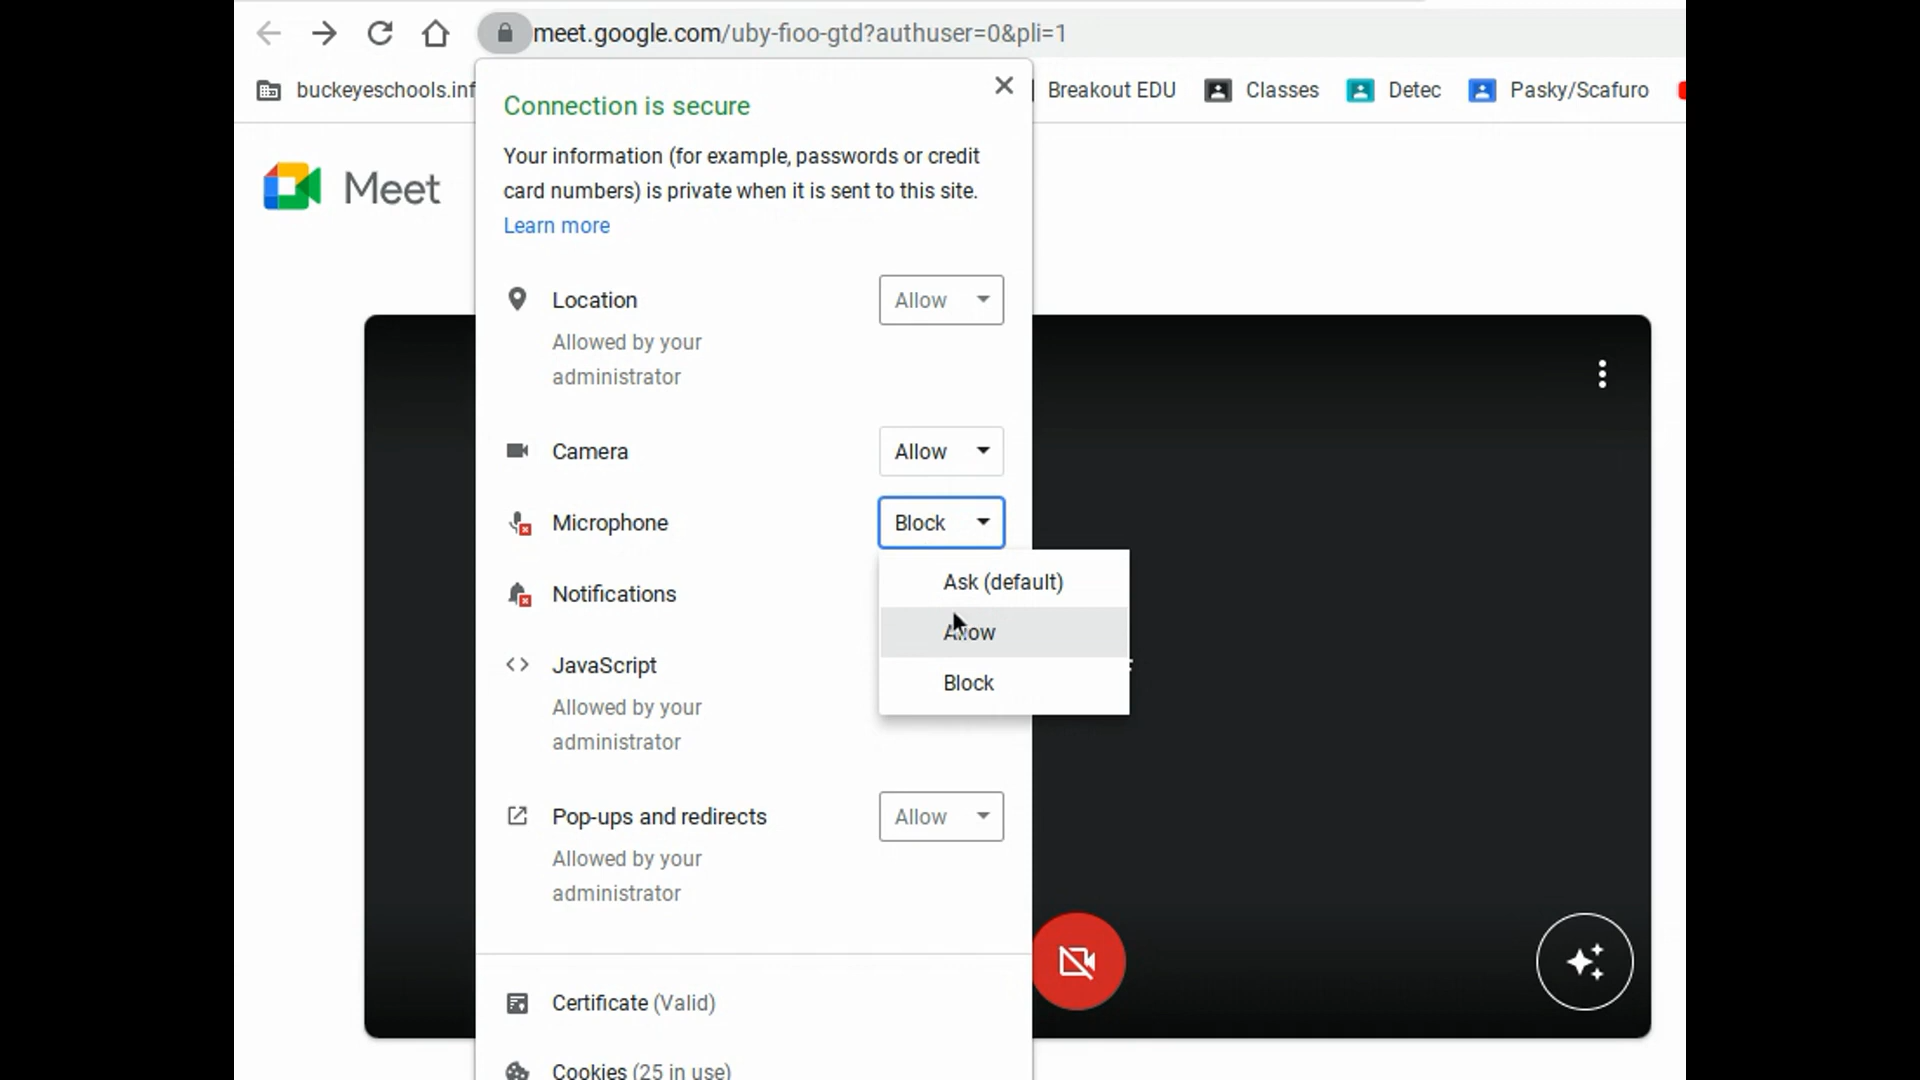 meet.google.com/uby-fioo-gtd?authuser=0&pli=1
buckeyeschools.inf
Breakout EDU
Classes
Detec
Pasky/Scafuro
Meet
Connection is secure
Your information (for example, passwords or credit
card numbers) is private when it is sent to this site.
Learn more
Location
Allow
Allowed by your
administrator
Camera
Allow
Microphone
Block
Ask (default)
Allow
Block
Notifications
JavaScript
Allowed by your
administrator
Pop-ups and redirects
Allow
Allowed by your
administrator
Certificate (Valid)
Cookies (25 in use)